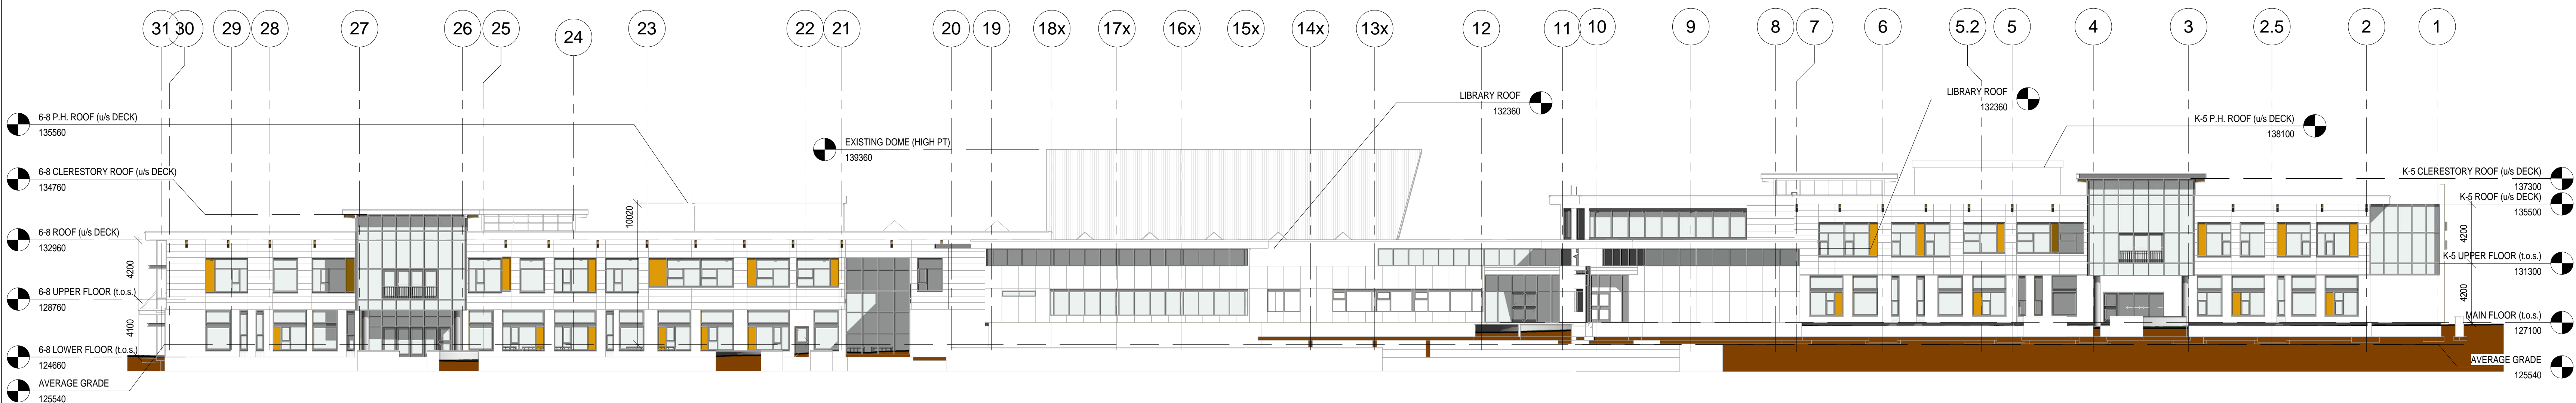 31 30 29 28 27 26 25 24 23 22 21 20 19 18x 17x 16x 15x 14x 13x 12 11 10 9 8 7 6 5.2 5 4 3 2.5 2 1
6-8 P.H. ROOF (u/s DECK)
135560
EXISTING DOME (HIGH PT)
139360
6-8 CLERESTORY ROOF (u/s DECK)
134760
6-8 ROOF (u/s DECK)
132960
4200
6-8 UPPER FLOOR (t.o.s.)
128760
4100
6-8 LOWER FLOOR (t.o.s.)
124660
AVERAGE GRADE
125540
10020
LIBRARY ROOF
132360
LIBRARY ROOF
132360
K-5 P.H. ROOF (u/s DECK)
138100
K-5 CLERESTORY ROOF (u/s DECK)
137300
K-5 ROOF (u/s DECK)
135500
4200
K-5 UPPER FLOOR (t.o.s.)
131300
4200
MAIN FLOOR (t.o.s.)
127100
AVERAGE GRADE
125540